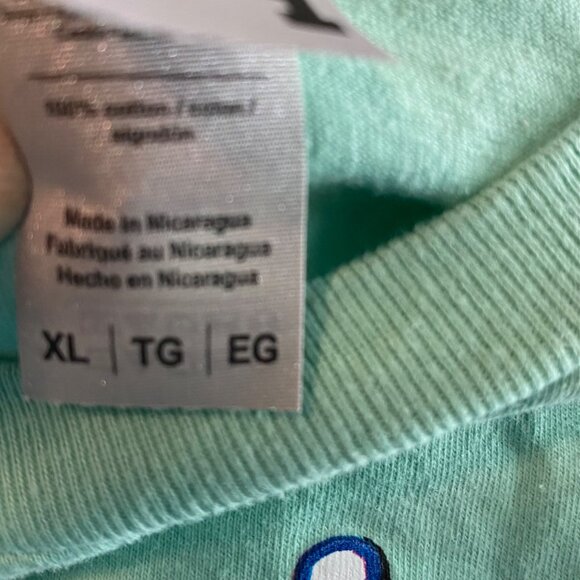 100% cotton / coton /
algodón
Made in Nicaragua
Fabriqué au Nicaragua
Hecho en Nicaragua
XL | TG | EG